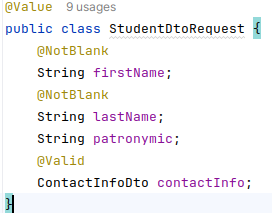 @Value 9 usages
public class StudentDtoRequest {
@NotBlank
String firstName;
@NotBlank
String lastName;
String patronymic;
@Valid
ContactInfoDto contactInfo;
}